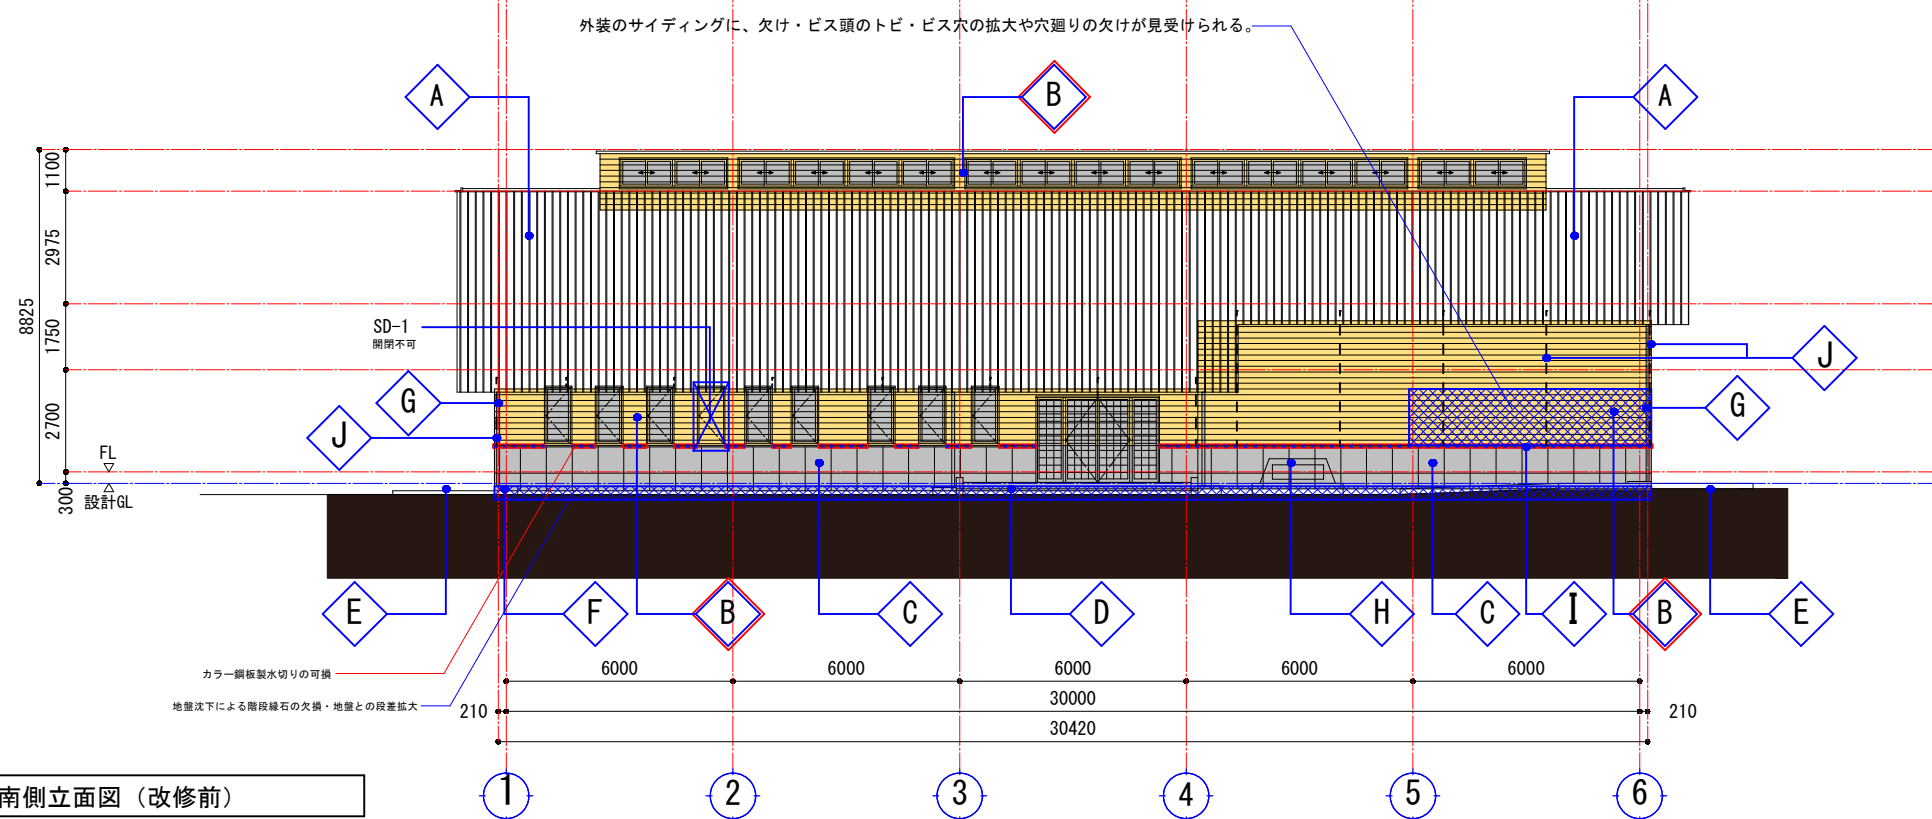 外装のサイディングに、欠け・ビス頭のトビ・ビス穴の拡大や穴廻りの欠けが見受けられる。
A
B
A
1100
2975
8825
1750
2700
300
SD-1
開閉不可
G
J
J
G
FL
設計GL
E
F
B
C
D
H
C
I
B
E
カラー鋼板製水切りの可損
地盤沈下による階段縁石の欠損・地盤との段差拡大
6000
6000
6000
6000
6000
30000
210
210
30420
南側立面図（改修前）
1
2
3
4
5
6